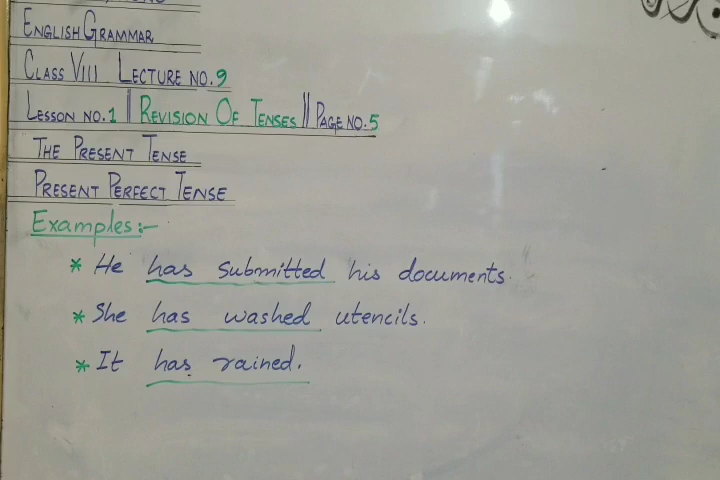 ENGLISH GRAMMAR
CLASS VIII LECTURE NO.9
LESSON NO.1 || REVISION OF TENSES || PAGE NO.5
THE PRESENT TENSE
PRESENT PERFECT TENSE
Examples:-
* He has submitted his documents.
* She has washed utencils.
* It has rained.